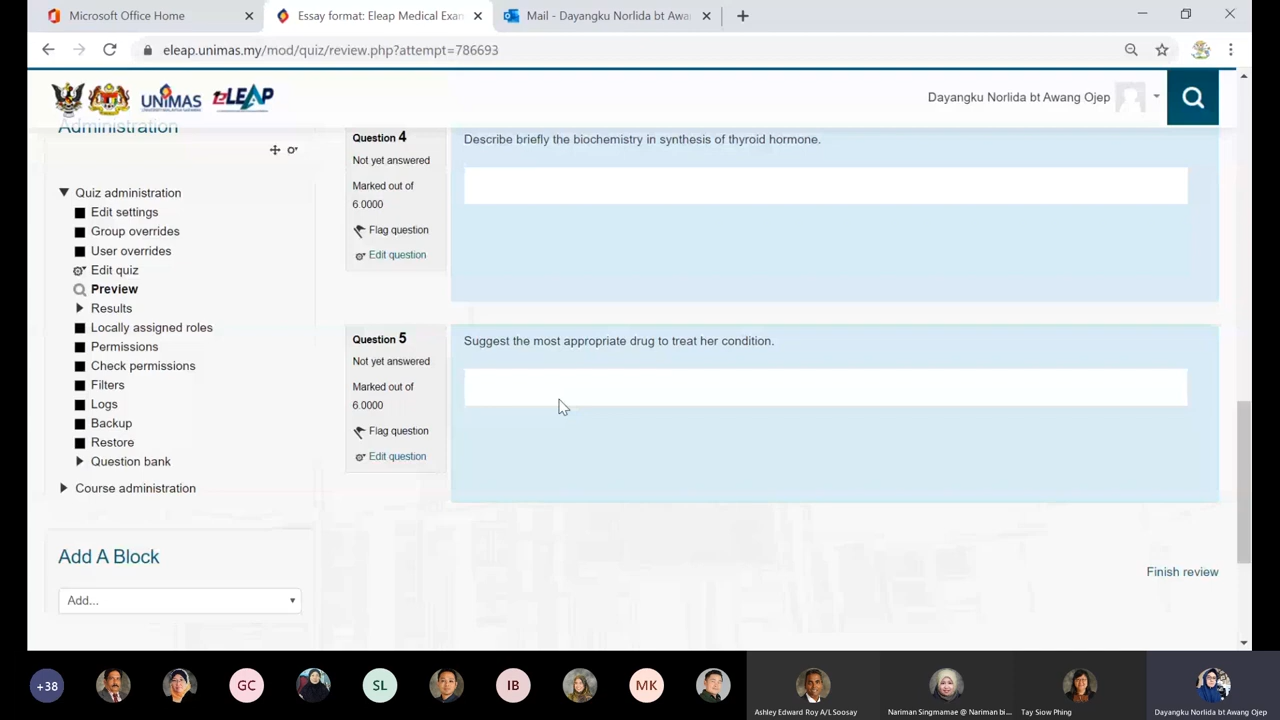 Microsoft Office Home
Essay format: Eleap Medical Exan
Mail - Dayangku Norlida bt Awan
eleap.unimas.my/mod/quiz/review.php?attempt=786693
UNIMAS
eLEAP
Dayangku Norlida bt Awang Ojep
Administration
Quiz administration
Edit settings
Group overrides
User overrides
Edit quiz
Preview
Results
Locally assigned roles
Permissions
Check permissions
Filters
Logs
Backup
Restore
Question bank
Course administration
Add A Block
Add...
Question 4
Not yet answered
Marked out of
6.0000
Flag question
Edit question
Describe briefly the biochemistry in synthesis of thyroid hormone.
Question 5
Not yet answered
Marked out of
6.0000
Flag question
Edit question
Suggest the most appropriate drug to treat her condition.
Finish review
+38
GC
SL
IB
MK
Ashley Edward Roy A/L Soosay
Nariman Singmamae @ Nariman bi...
Tay Siow Phing
Dayangku Norlida bt Awang Ojep